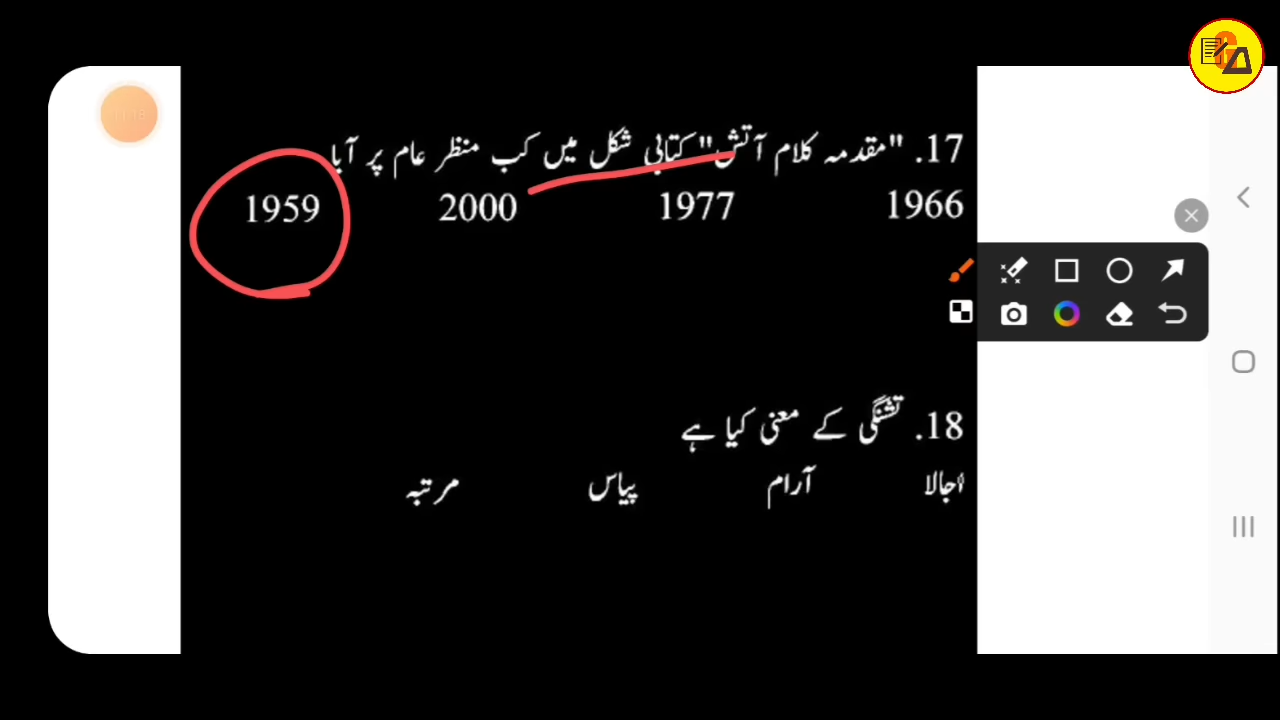 17. "مقدمہ کلام آتش" کتابی شکل میں کب منظر عام پر آیا
1966 1977 2000 1959
18. تشنگی کے معنی کیا ہے
اُجالا آرام پیاس مرتبہ